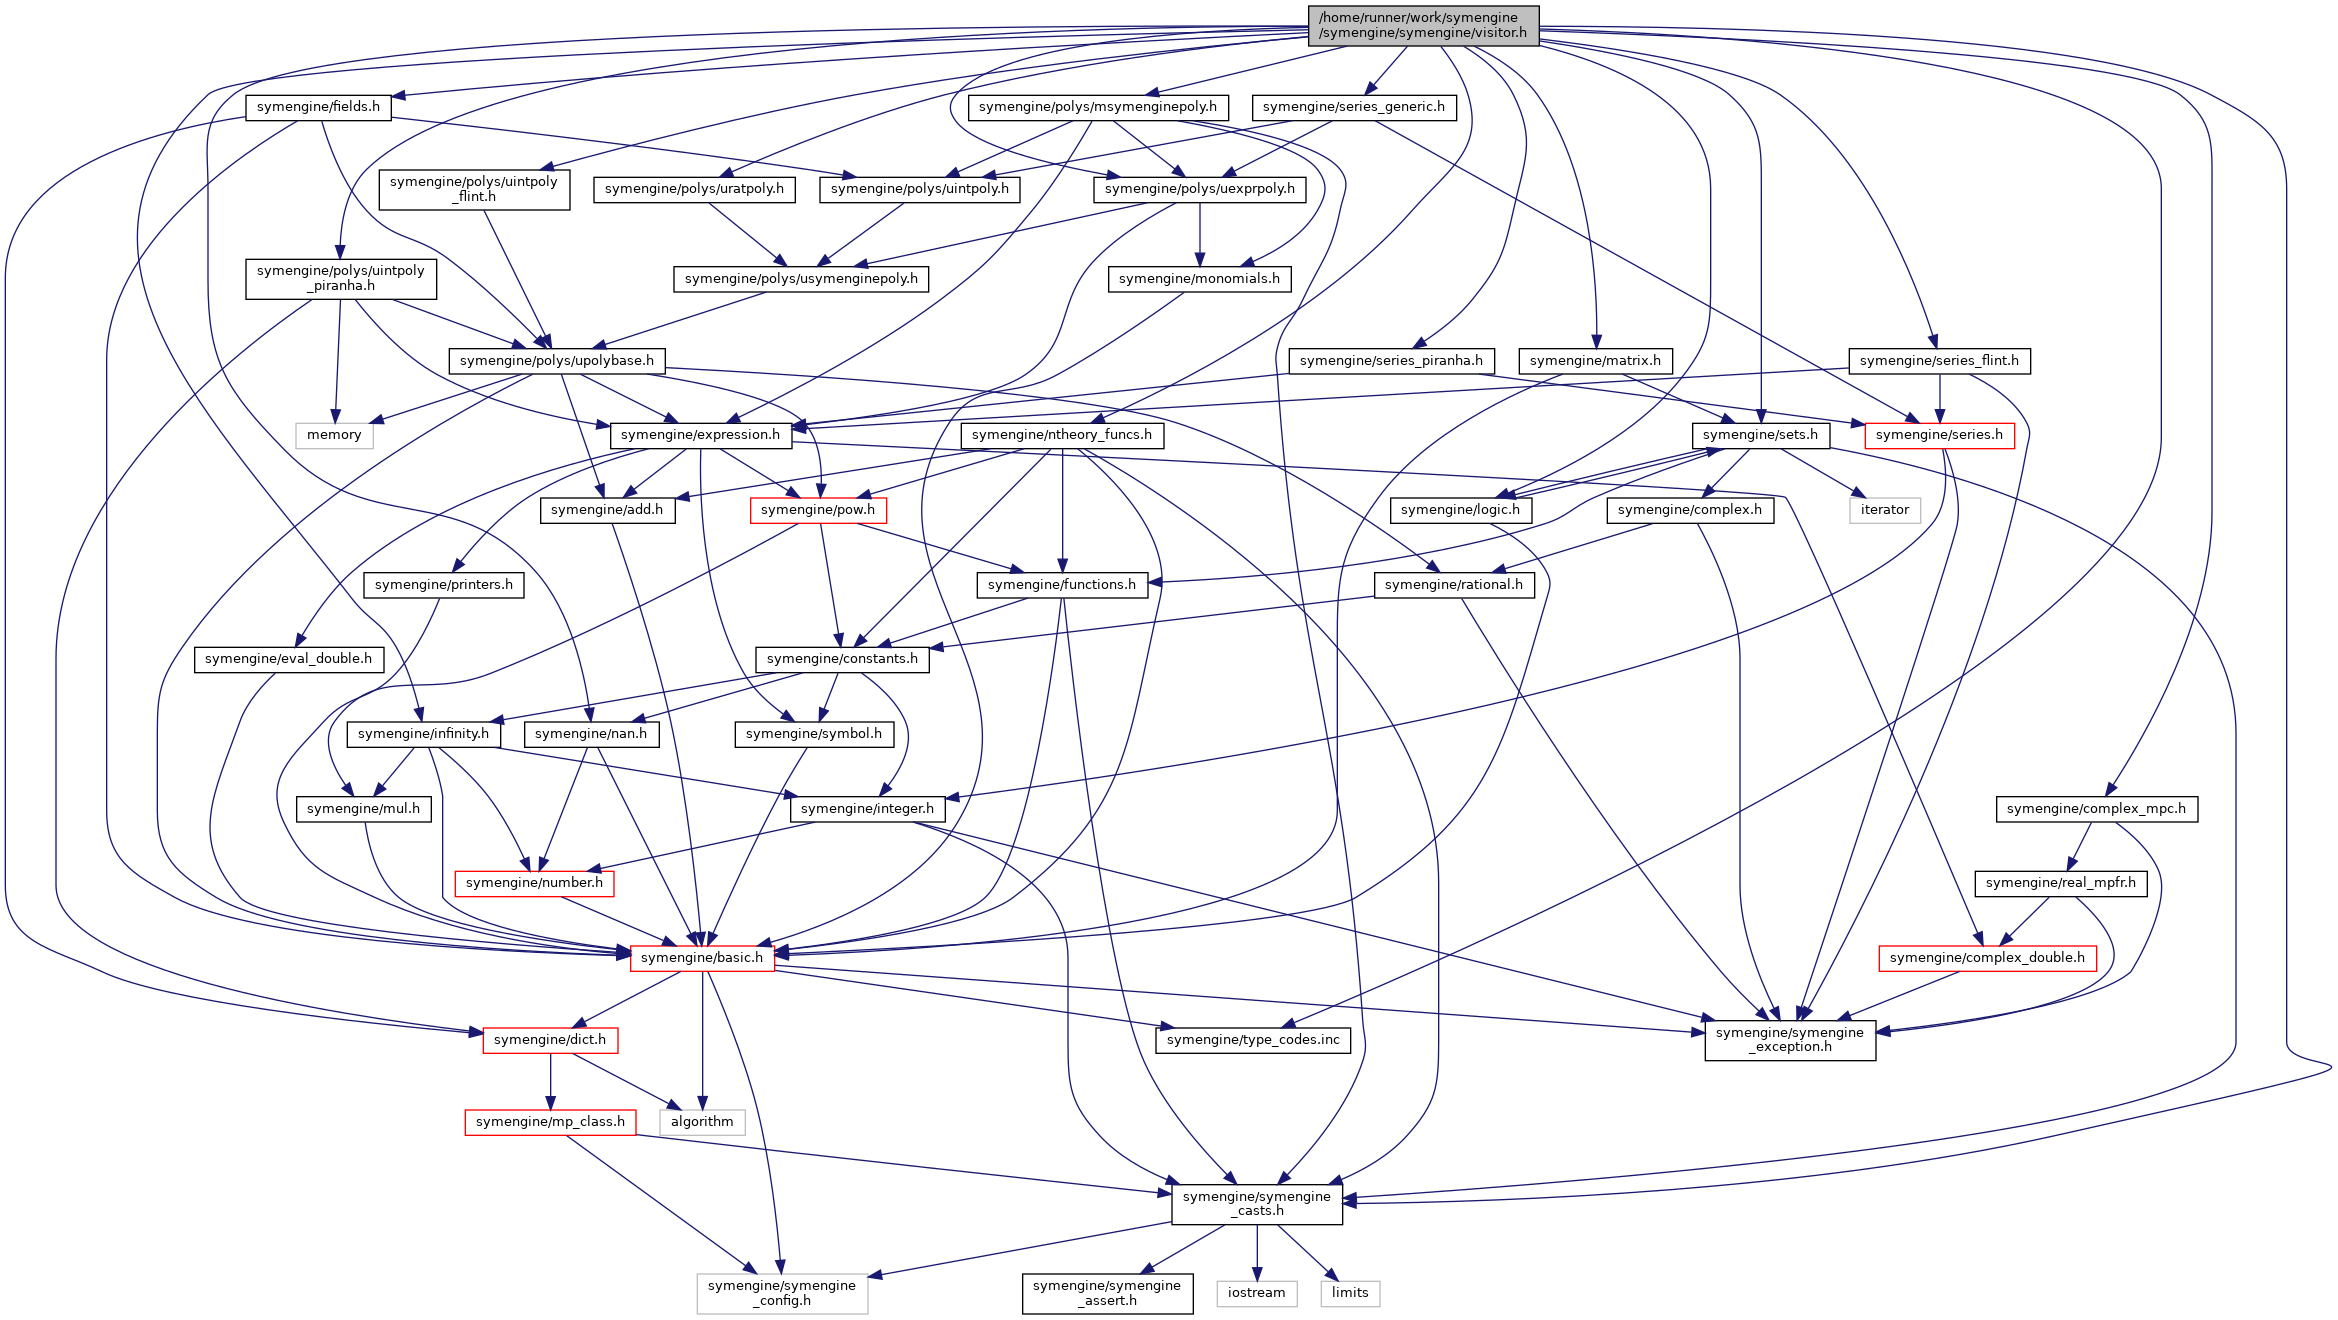 /home/runner/work/symengine
/symengine/symengine/visitor.h
symengine/fields.h
symengine/polys/msymenginepoly.h
symengine/series_generic.h
symengine/polys/uintpoly
_flint.h
symengine/polys/uratpoly.h
symengine/polys/uintpoly.h
symengine/polys/uexprpoly.h
symengine/polys/uintpoly
_piranha.h
symengine/polys/usymenginepoly.h
symengine/monomials.h
symengine/polys/upolybase.h
symengine/series_piranha.h
symengine/matrix.h
symengine/series_flint.h
memory
symengine/expression.h
symengine/ntheory_funcs.h
symengine/sets.h
symengine/series.h
symengine/add.h
symengine/pow.h
symengine/logic.h
symengine/complex.h
iterator
symengine/printers.h
symengine/functions.h
symengine/rational.h
symengine/eval_double.h
symengine/constants.h
symengine/infinity.h
symengine/nan.h
symengine/symbol.h
symengine/mul.h
symengine/integer.h
symengine/complex_mpc.h
symengine/number.h
symengine/real_mpfr.h
symengine/basic.h
symengine/complex_double.h
symengine/dict.h
symengine/type_codes.inc
symengine/symengine
_exception.h
symengine/mp_class.h
algorithm
symengine/symengine
_casts.h
symengine/symengine
_config.h
symengine/symengine
_assert.h
iostream
limits